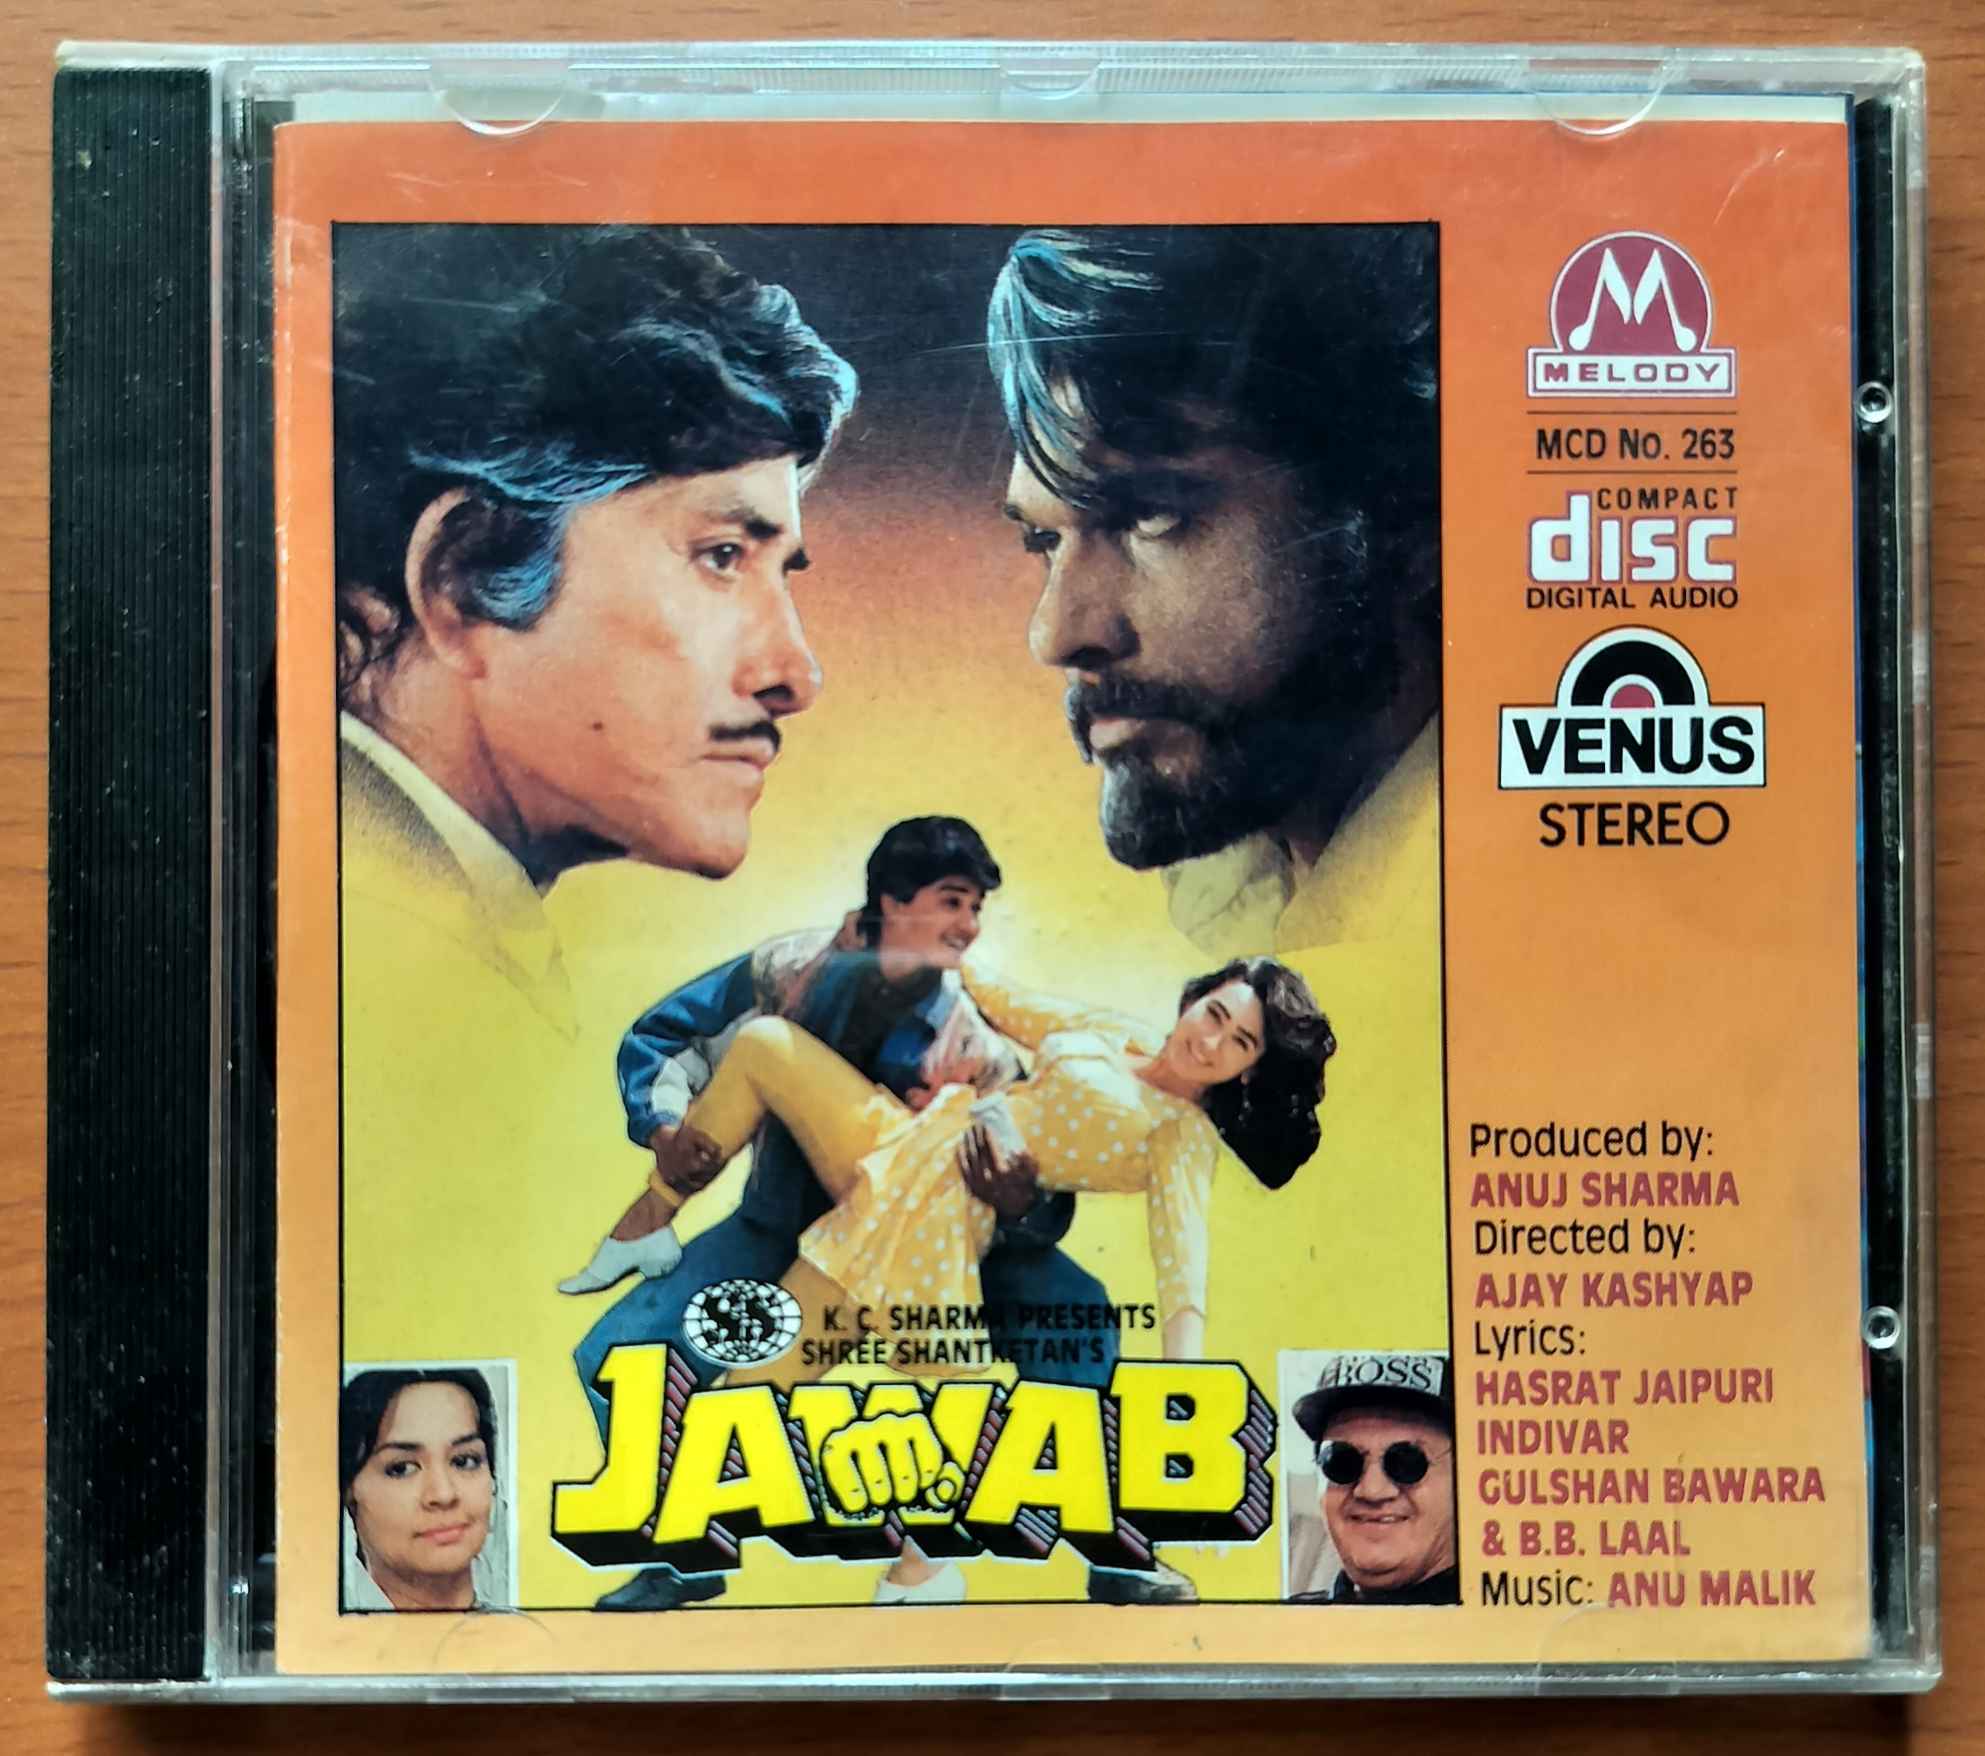 MELODY
MCD No. 263
COMPACT
disc
DIGITAL AUDIO
VENUS
STEREO
Produced by:
ANUJ SHARMA
Directed by:
AJAY KASHYAP
Lyrics:
HASRAT JAIPURI
INDIVAR
GULSHAN BAWARA
& B.B. LAAL
Music: ANU MALIK
K. C. SHARMA PRESENTS
SHREE SHANTKETAN'S
JAWAB
BOSS